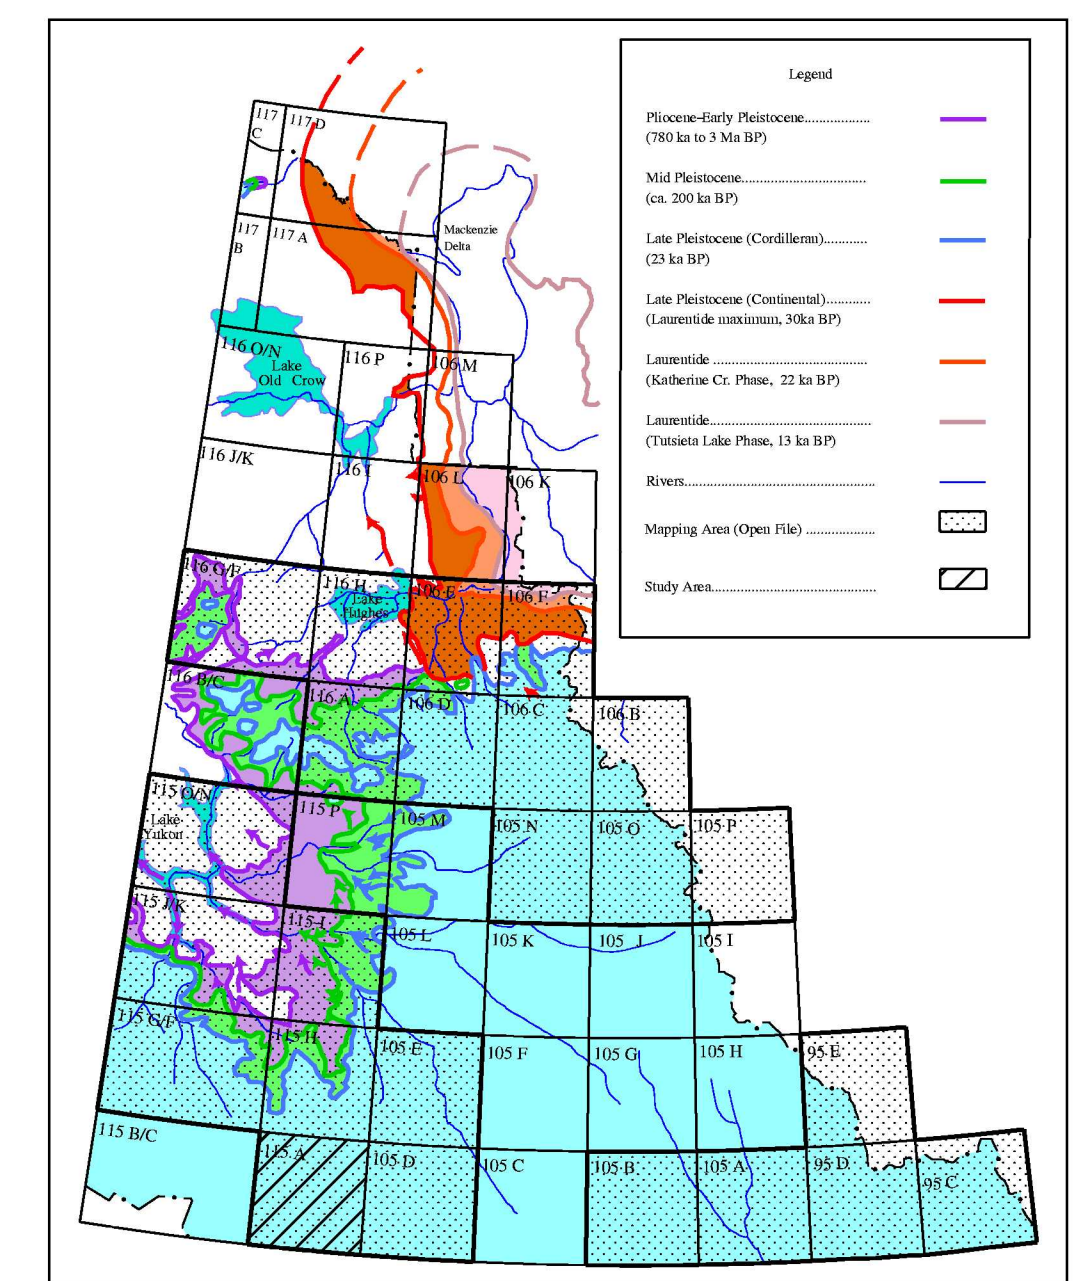 Legend
Pliocene–Early Pleistocene...................
(780 ka to 3 Ma BP)
Mid Pleistocene..................................
(ca. 200 ka BP)
Late Pleistocene (Cordilleran)............
(23 ka BP)
Late Pleistocene (Continental)............
(Laurentide maximum, 30ka BP)
Laurentide ..........................................
(Katherine Cr. Phase, 22 ka BP)
Laurentide............................................
(Tutsieta Lake Phase, 13 ka BP)
Rivers....................................................
Mapping Area (Open File) ...................
Study Area.............................................
117
C
117 D
117
B
117 A
Mackenzie
Delta
116 O/N
Lake
Old Crow
116 P
106 M
116 J/K
116 I
106 L
106 K
116 G/F
116 H
Lake
Hughes
106 E
106 F
116 B/C
116 A
106 D
106 C
106 B
115 O/N
Lake
Yukon
115 P
105 M
105 N
105 O
105 P
115 J/K
115 I
105 L
105 K
105 J
105 I
115 G/F
115 H
105 E
105 F
105 G
105 H
95 E
115 B/C
115 A
105 D
105 C
105 B
105 A
95 D
95 C